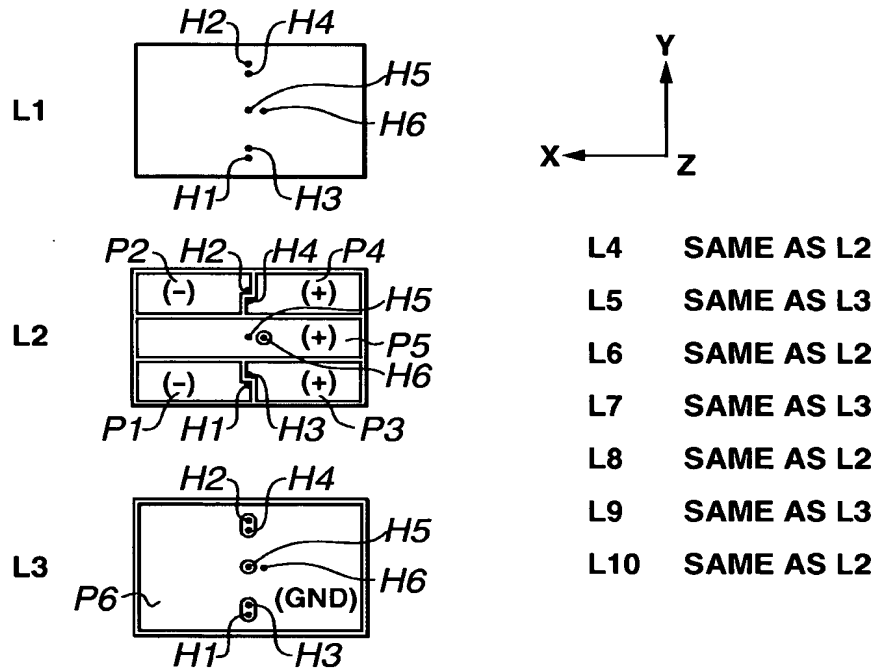 H2 H4
H5
L1
H6
H1 H3
Y
X
Z
P2 H2 H4 P4
(-) (+)
H5
L2
(+) P5
H6
(-) (+)
P1 H1 H3 P3
H2 H4
H5
L3
H6
P6 (GND)
H1 H3
L4 SAME AS L2
L5 SAME AS L3
L6 SAME AS L2
L7 SAME AS L3
L8 SAME AS L2
L9 SAME AS L3
L10 SAME AS L2